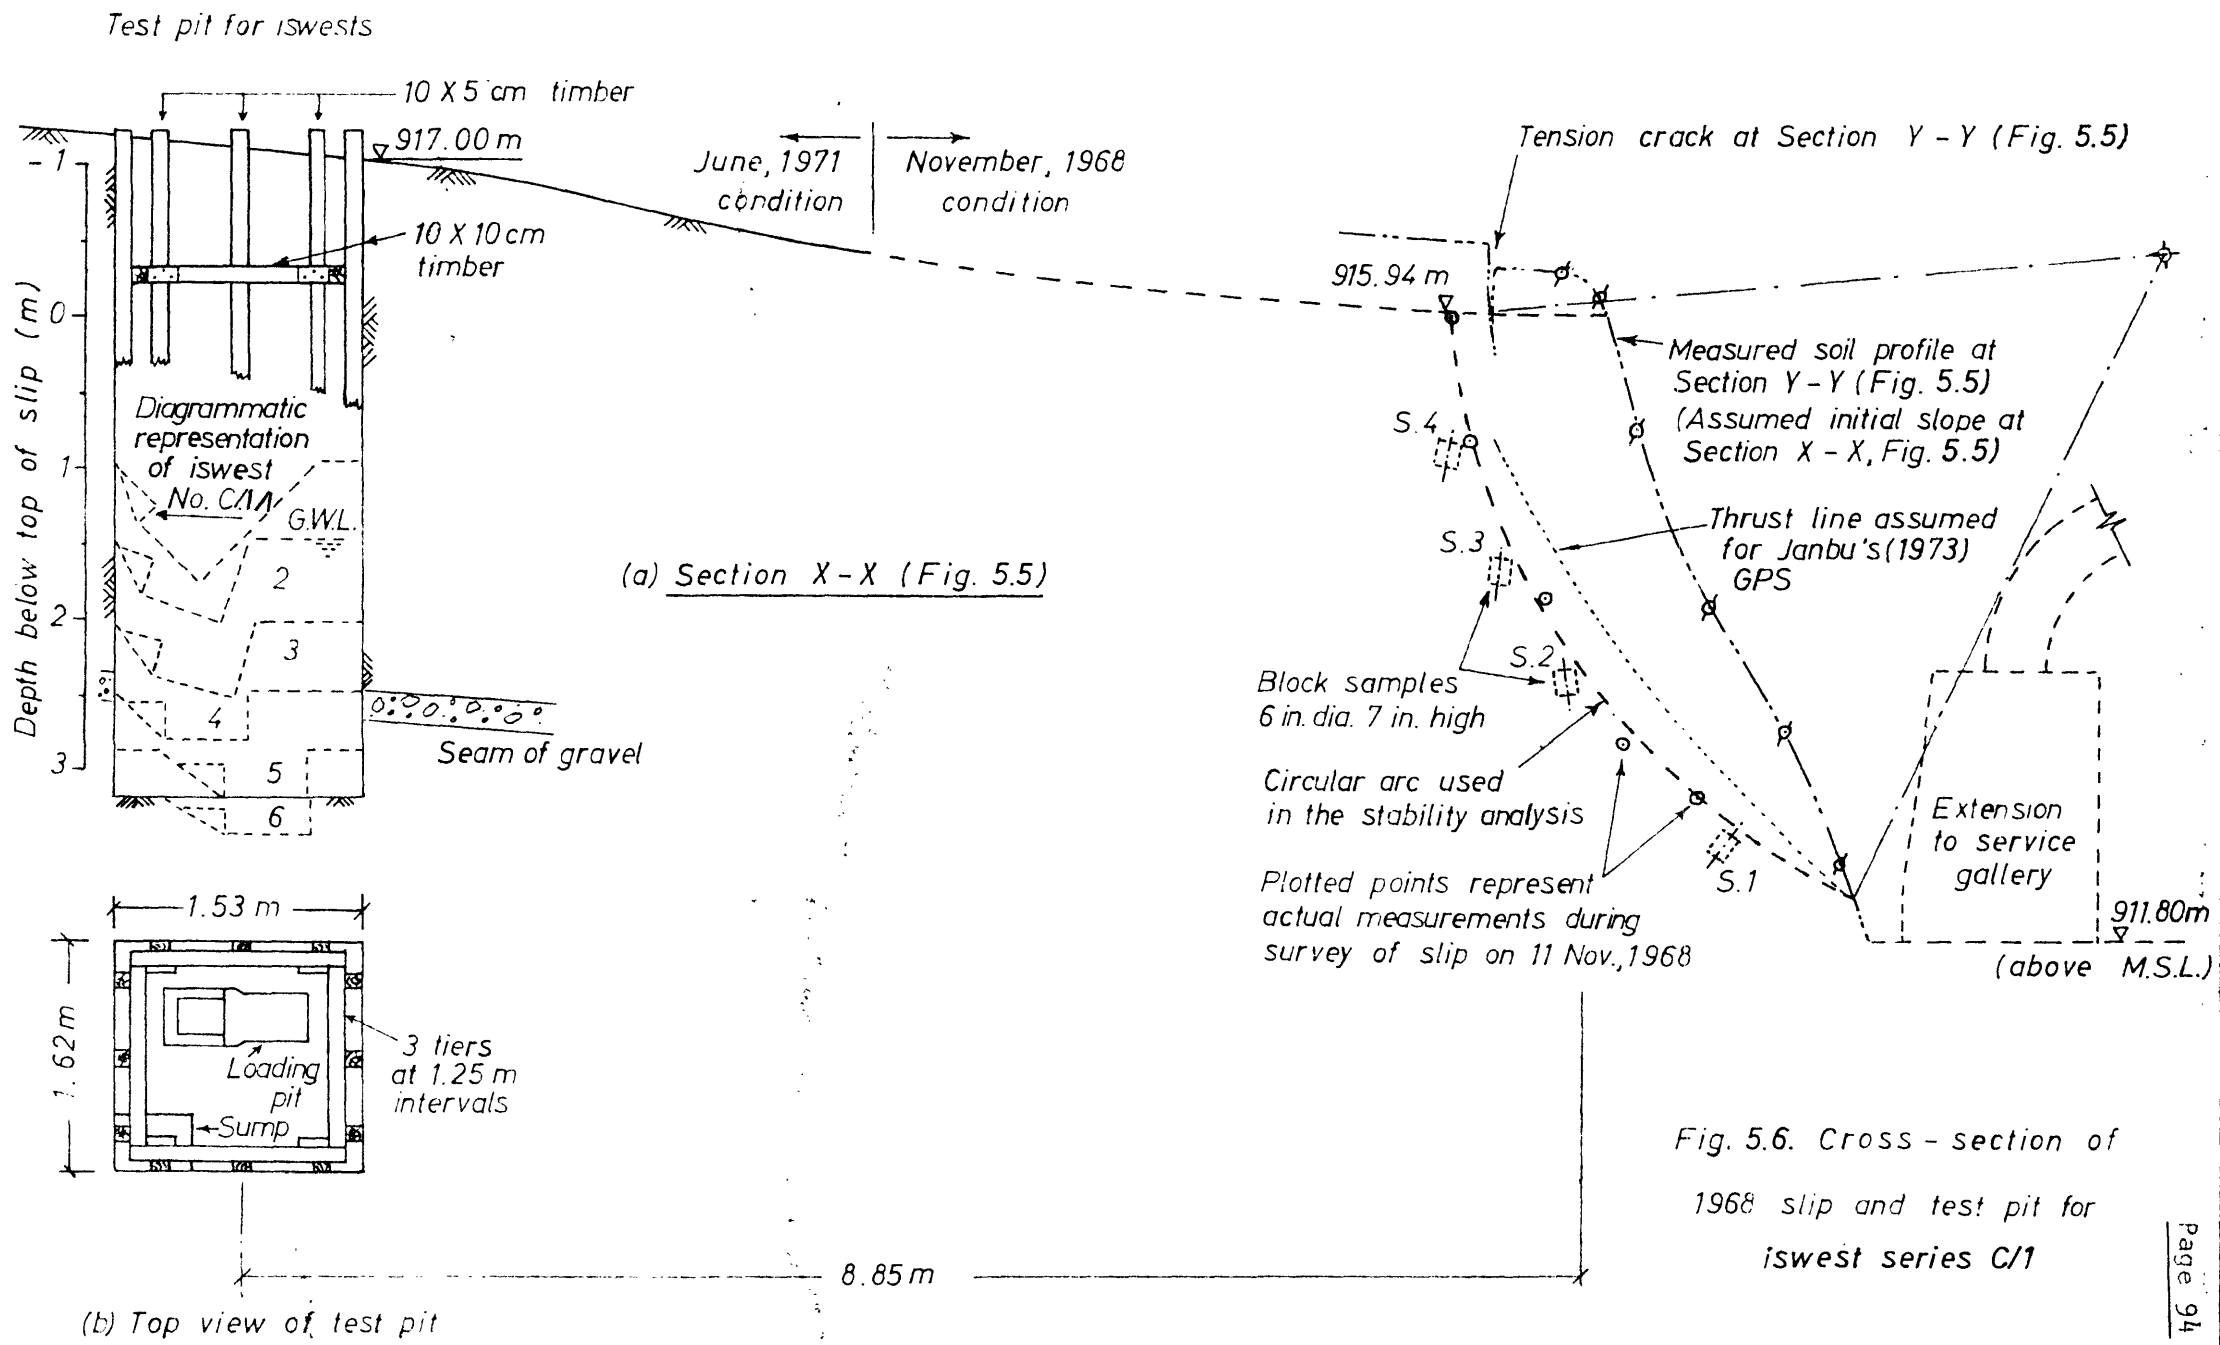 Test pit for iswests
10 X 5 cm timber
917.00 m
June, 1971
condition
November, 1968
condition
Tension crack at Section Y - Y (Fig. 5.5)
10 X 10 cm
timber
915.94 m
Depth below top of slip (m)
-1
0
1
2
3
Measured soil profile at
Section Y - Y (Fig. 5.5)
(Assumed initial slope at
Section X - X, Fig. 5.5)
Diagrammatic
representation
of iswest
No. C/1/1
G.W.L.
2
3
4
5
6
S.4
S.3
S.2
S.1
Thrust line assumed
for Janbu's (1973)
GPS
(a) Section X - X (Fig. 5.5)
Block samples
6 in. dia. 7 in. high
Seam of gravel
Circular arc used
in the stability analysis
Extension
to service
gallery
Plotted points represent
actual measurements during
survey of slip on 11 Nov., 1968
911.80m
(above M.S.L.)
1.53 m
1.62m
Loading
pit
Sump
3 tiers
at 1.25 m
intervals
8.85m
(b) Top view of test pit
Fig. 5.6. Cross - section of
1968 slip and test pit for
iswest series C/1
Page 94